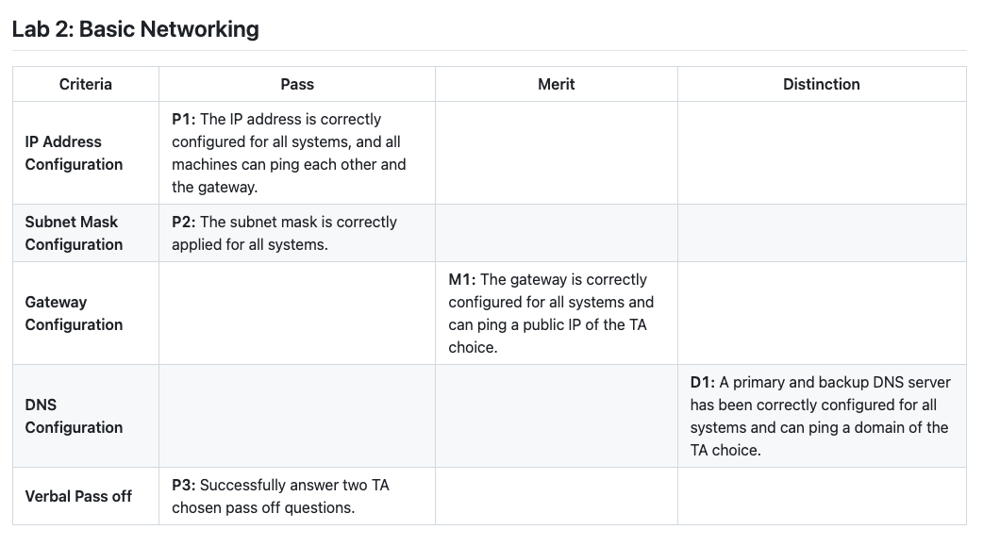 Lab 2: Basic Networking
Criteria
Pass
Merit
Distinction
IP Address
Configuration
P1: The IP address is correctly
configured for all systems, and all
machines can ping each other and
the gateway.
Subnet Mask
Configuration
P2: The subnet mask is correctly
applied for all systems.
Gateway
Configuration
M1: The gateway is correctly
configured for all systems and
can ping a public IP of the TA
choice.
DNS
Configuration
D1: A primary and backup DNS server
has been correctly configured for all
systems and can ping a domain of the
TA choice.
Verbal Pass off
P3: Successfully answer two TA
chosen pass off questions.